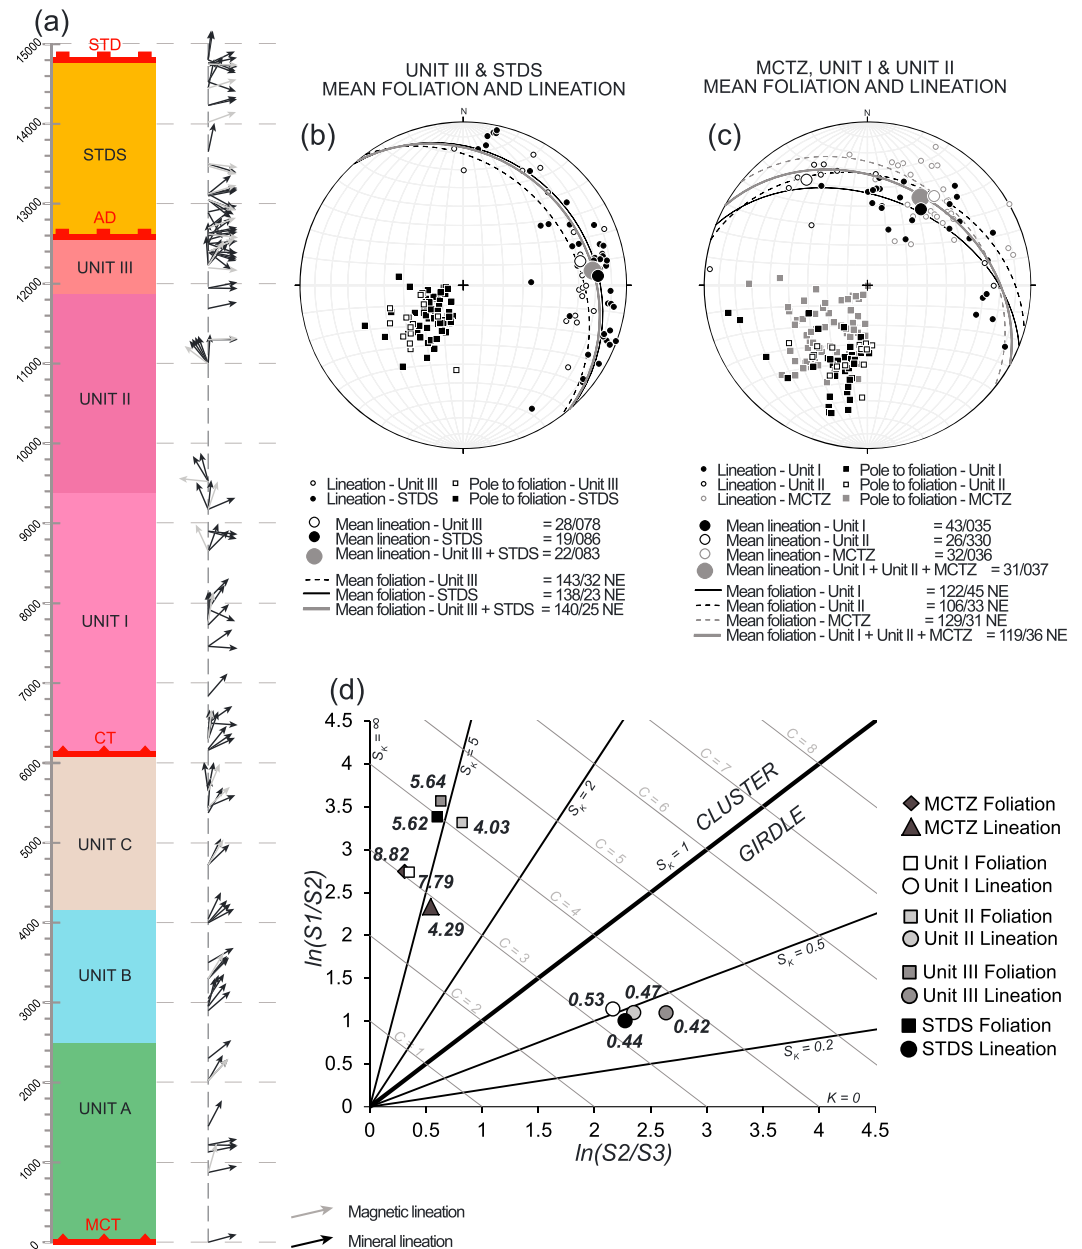 (a)
STD
15000
14000
13000
12000
11000
10000
9000
8000
7000
6000
5000
4000
3000
2000
1000
0
STDS
AD
UNIT III
UNIT II
UNIT I
CT
UNIT C
UNIT B
UNIT A
MCT
Magnetic lineation
Mineral lineation
UNIT III & STDS
MEAN FOLIATION AND LINEATION
(b)
N
Lineation - Unit III
Pole to foliation - Unit III
Lineation - STDS
Pole to foliation - STDS
Mean lineation - Unit III = 28/078
Mean lineation - STDS = 19/086
Mean lineation - Unit III + STDS = 22/083
Mean foliation - Unit III = 143/32 NE
Mean foliation - STDS = 138/23 NE
Mean foliation - Unit III + STDS = 140/25 NE
MCTZ, UNIT I & UNIT II
MEAN FOLIATION AND LINEATION
(c)
N
Lineation - Unit I
Pole to foliation - Unit I
Lineation - Unit II
Pole to foliation - Unit II
Lineation - MCTZ
Pole to foliation - MCTZ
Mean lineation - Unit I = 43/035
Mean lineation - Unit II = 26/330
Mean lineation - MCTZ = 32/036
Mean lineation - Unit I + Unit II + MCTZ = 31/037
Mean foliation - Unit I = 122/45 NE
Mean foliation - Unit II = 106/33 NE
Mean foliation - MCTZ = 129/31 NE
Mean foliation - Unit I + Unit II + MCTZ = 119/36 NE
(d)
ln(S1/S2)
4.5
4
3.5
3
2.5
2
1.5
1
0.5
0
0
0.5
1
1.5
2
2.5
3
3.5
4
4.5
ln(S2/S3)
SK = ∞
SK = 5
SK = 2
SK = 1
SK = 0.5
SK = 0.2
K = 0
CLUSTER
GIRDLE
C = 1
C = 2
C = 3
C = 4
C = 5
C = 6
C = 7
C = 8
5.64
5.62
4.03
8.82
7.79
4.29
0.53
0.47
0.44
0.42
MCTZ Foliation
MCTZ Lineation
Unit I Foliation
Unit I Lineation
Unit II Foliation
Unit II Lineation
Unit III Foliation
Unit III Lineation
STDS Foliation
STDS Lineation